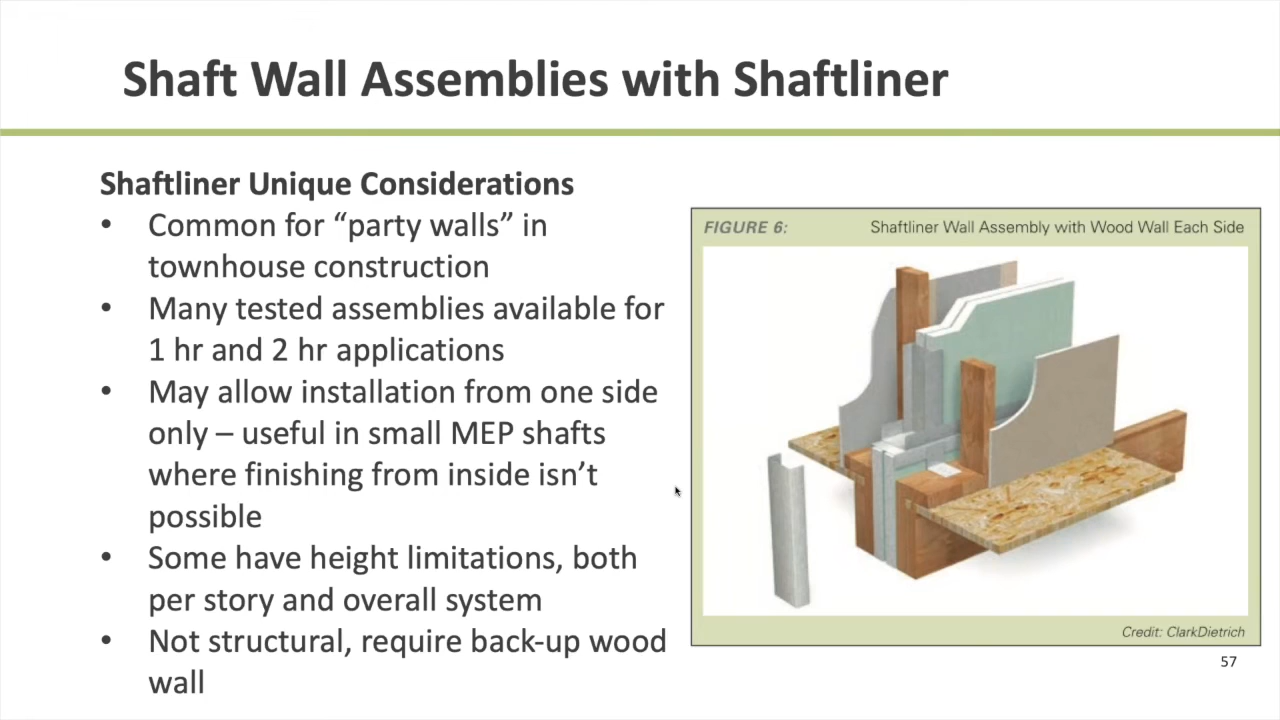 Shaft Wall Assemblies with Shaftliner
Shaftliner Unique Considerations
• Common for “party walls” in
townhouse construction
• Many tested assemblies available for
1 hr and 2 hr applications
• May allow installation from one side
only – useful in small MEP shafts
where finishing from inside isn’t
possible
• Some have height limitations, both
per story and overall system
• Not structural, require back-up wood
wall
FIGURE 6: Shaftliner Wall Assembly with Wood Wall Each Side
Credit: ClarkDietrich
57